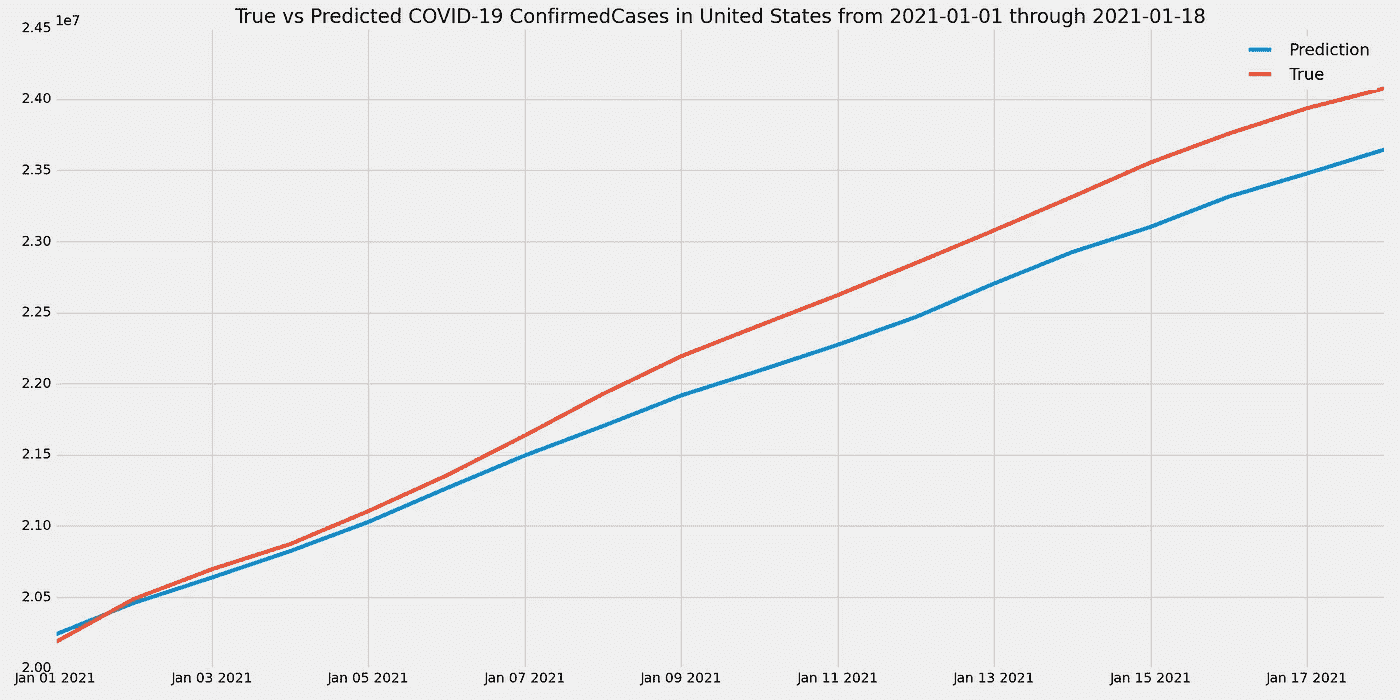 True vs Predicted COVID-19 ConfirmedCases in United States from 2021-01-01 through 2021-01-18
1e7
Prediction
True
2.45
2.40
2.35
2.30
2.25
2.20
2.15
2.10
2.05
2.00
Jan 01 2021 Jan 03 2021 Jan 05 2021 Jan 07 2021 Jan 09 2021 Jan 11 2021 Jan 13 2021 Jan 15 2021 Jan 17 2021